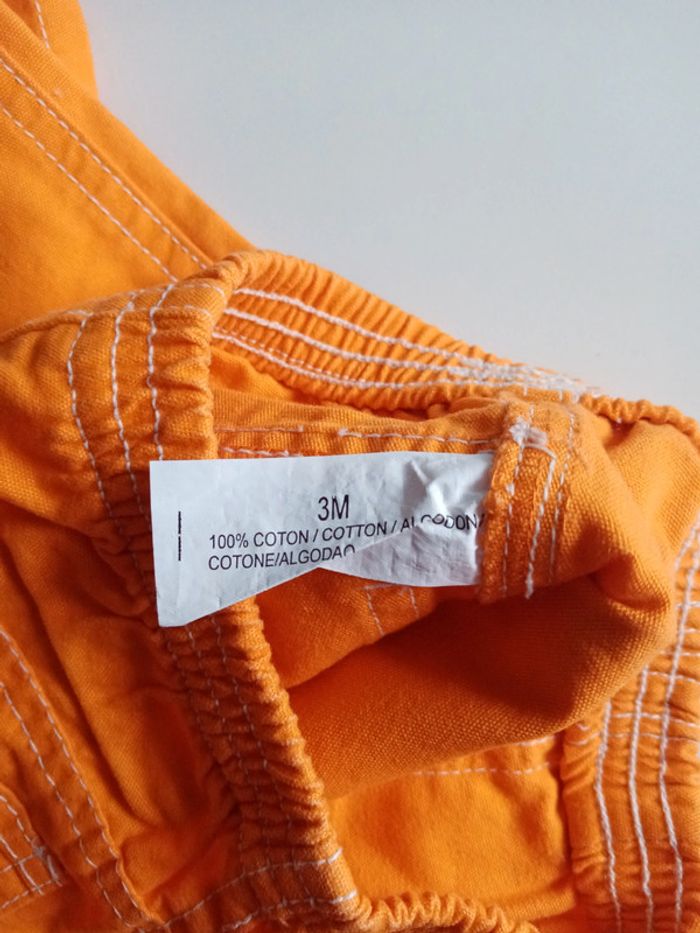 3M
100% COTON / COTTON / ALGODON/
COTONE/ALGODAO